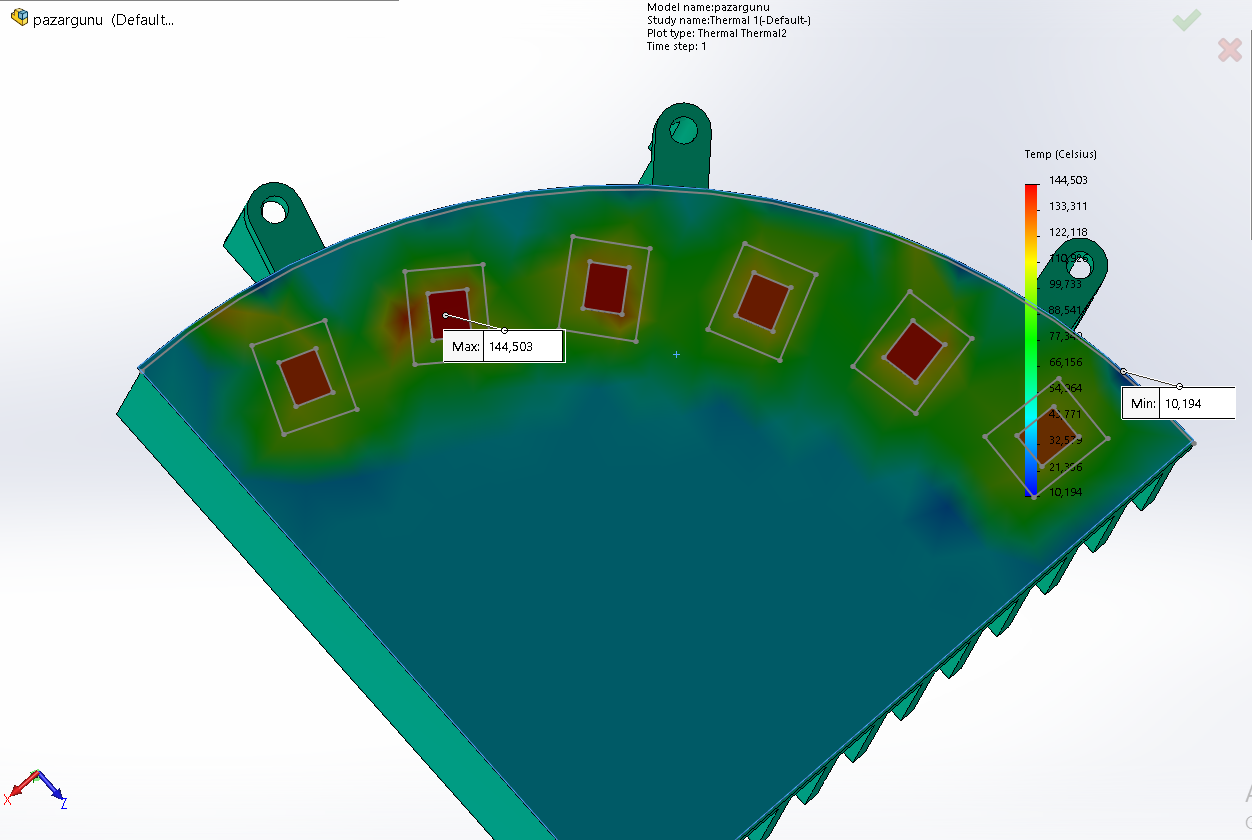 pazargunu (Default...
Model name:pazargunu
Study name:Thermal 1(-Default-)
Plot type: Thermal Thermal2
Time step: 1
Temp (Celsius)
144,503
133,311
122,118
110,926
99,733
88,541
77,349
66,156
54,964
43,771
32,579
21,386
10,194
Max: 144,503
Min: 10,194
X
Z